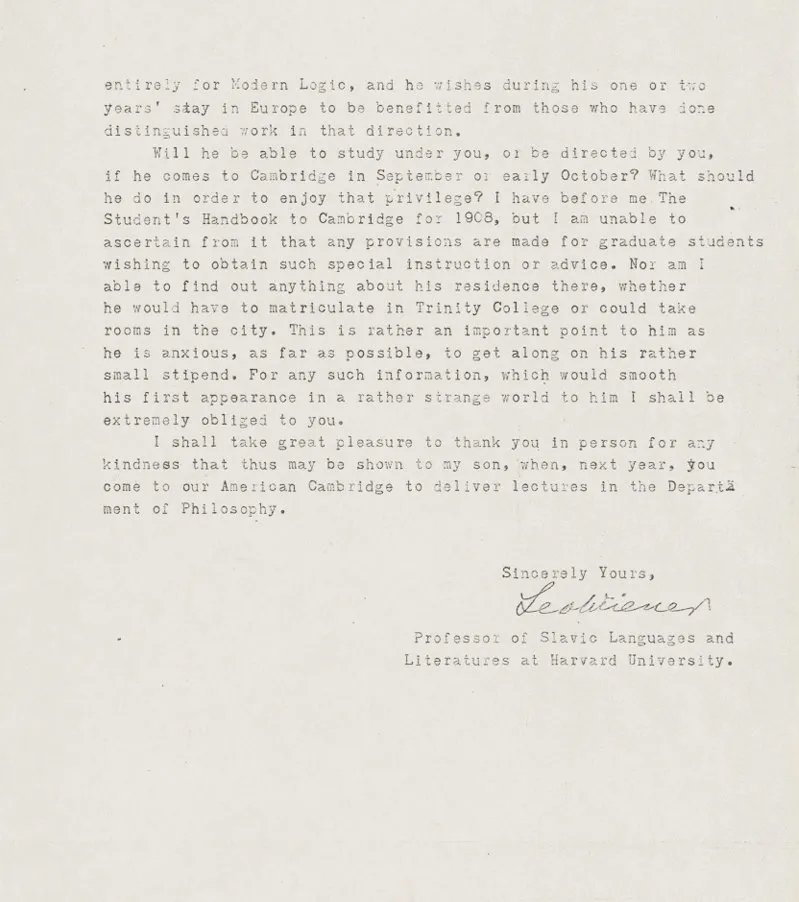 entirely for Modern Logic, and he wishes during his one or two
years' stay in Europe to be benefitted from those who have done
distinguished work in that direction.
Will he be able to study under you, or be directed by you,
if he comes to Cambridge in September or early October? What should
he do in order to enjoy that privilege? I have before me The
Student's Handbook to Cambridge for 1908, but I am unable to
ascertain from it that any provisions are made for graduate students
wishing to obtain such special instruction or advice. Nor am I
able to find out anything about his residence there, whether
he would have to matriculate in Trinity College or could take
rooms in the city. This is rather an important point to him as
he is anxious, as far as possible, to get along on his rather
small stipend. For any such information, which would smooth
his first appearance in a rather strange world to him I shall be
extremely obliged to you.
I shall take great pleasure to thank you in person for any
kindness that thus may be shown to my son, when, next year, you
come to our American Cambridge to deliver lectures in the Depart-
ment of Philosophy.
Sincerely Yours,
Leo Wiener
Professor of Slavic Languages and
Literatures at Harvard University.